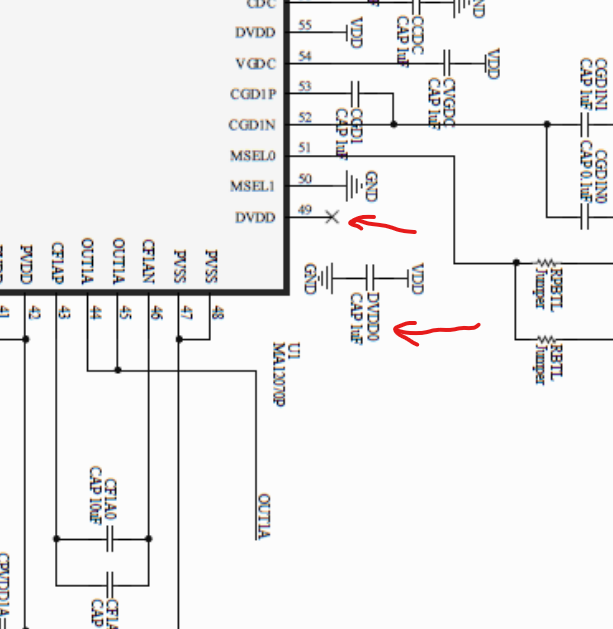 CDC
DVDD 55 VDD
VGDC 54 VDD
CGD1P 53
CGD1N 52
MSEL0 51
MSEL1 50 GND
DVDD 49
GND
CCDC
CAP 1uF
CVGDC
CAP 1uF
CGD1
CAP 1uF
CGDIN1
CAP 1uF
CGDIN0
CAP 0.1uF
GND
VDD
DVDD0
CAP 1uF
RPBTL
Jumper
RBTL
Jumper
PVDD
CF1AP
OUT1A
OUT1A
CF1AN
PVSS
PVSS
41
42
43
44
45
46
47
48
U1
MA12070P
OUT1A
CF1A0
CAP 10uF
CF1A
CAP
CPVDD1A